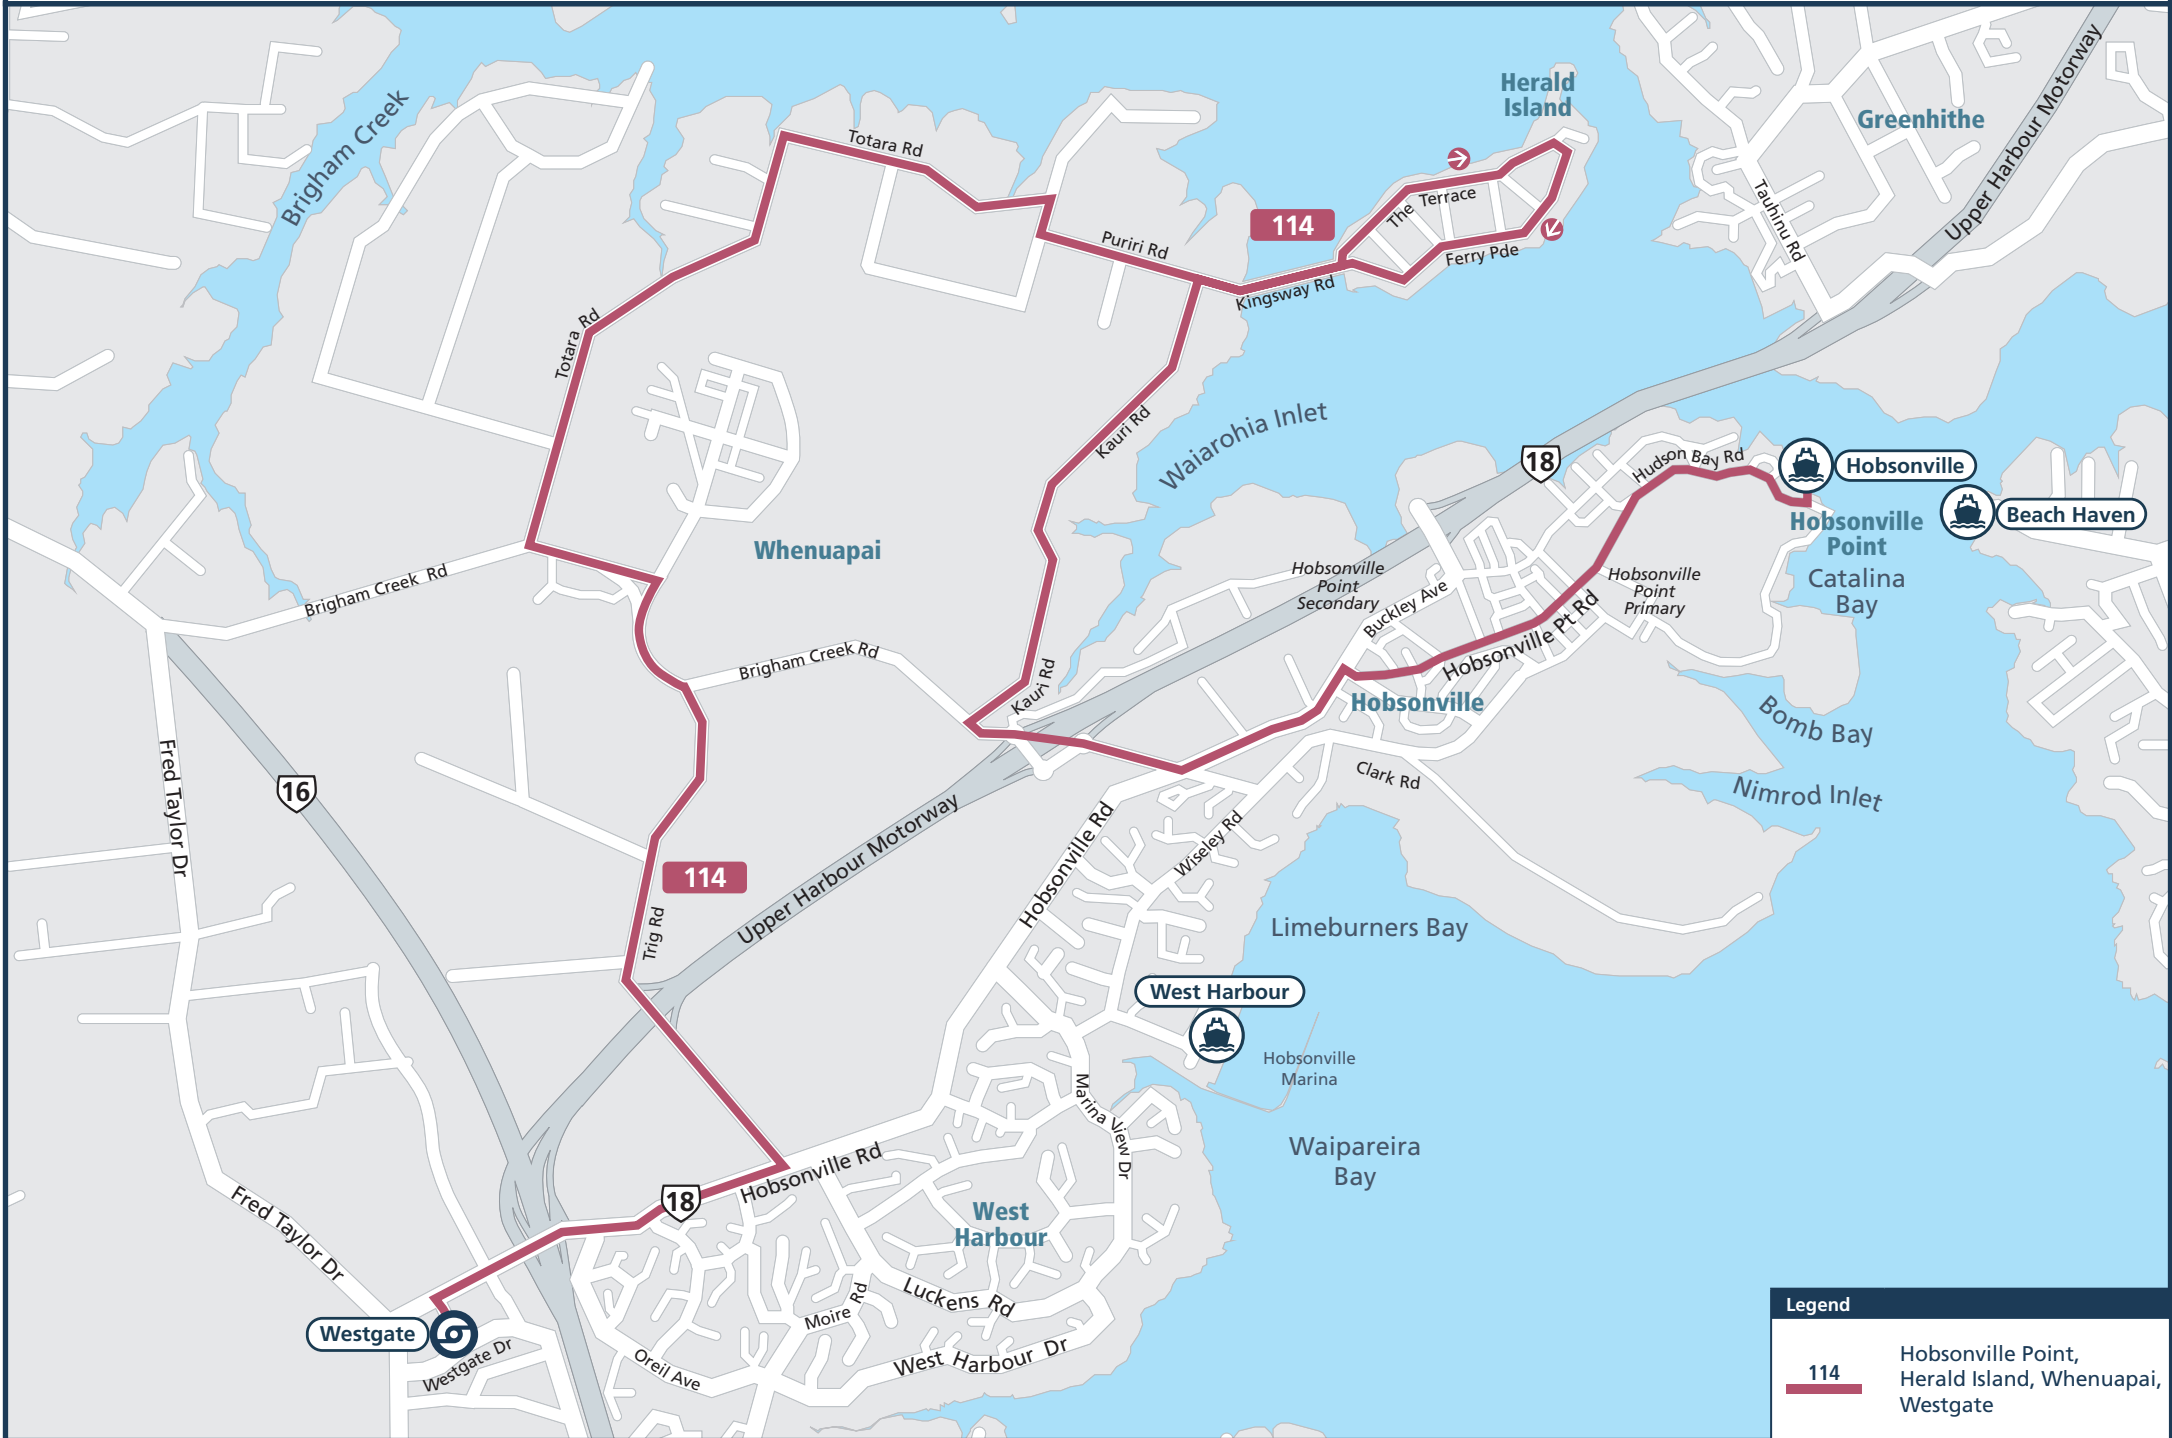 Herald
Island
Greenhithe
Upper Harbour Motorway
Brigham Creek
Totara Rd
The Terrace
Tauhinu Rd
114
Puriri Rd
Ferry Pde
Kingsway Rd
Totara Rd
Kauri Rd
Waiarohia Inlet
18
Hudson Bay Rd
Hobsonville
Beach Haven
Hobsonville
Point
Whenuapai
Catalina
Bay
Hobsonville
Point
Secondary
Hobsonville
Point
Primary
Buckley Ave
Brigham Creek Rd
Hobsonville Pt Rd
Brigham Creek Rd
Kauri Rd
Hobsonville
Bomb Bay
Fred Taylor Dr
16
Clark Rd
Nimrod Inlet
Upper Harbour Motorway
Hobsonville Rd
Wiseley Rd
114
Trig Rd
Limeburners Bay
West Harbour
Hobsonville
Marina
Marina View Dr
Waipareira
Bay
Hobsonville Rd
18
Fred Taylor Dr
West
Harbour
Luckens Rd
Moire Rd
Westgate
Westgate Dr
Oreil Ave
West Harbour Dr
Legend
114
Hobsonville Point,
Herald Island, Whenuapai,
Westgate